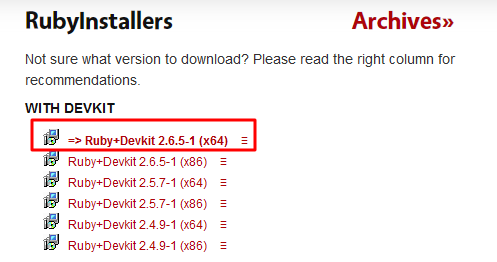 RubyInstallers Archives»
Not sure what version to download? Please read the right column for
recommendations.
WITH DEVKIT
=> Ruby+Devkit 2.6.5-1 (x64) ≡
Ruby+Devkit 2.6.5-1 (x86) ≡
Ruby+Devkit 2.5.7-1 (x64) ≡
Ruby+Devkit 2.5.7-1 (x86) ≡
Ruby+Devkit 2.4.9-1 (x64) ≡
Ruby+Devkit 2.4.9-1 (x86) ≡